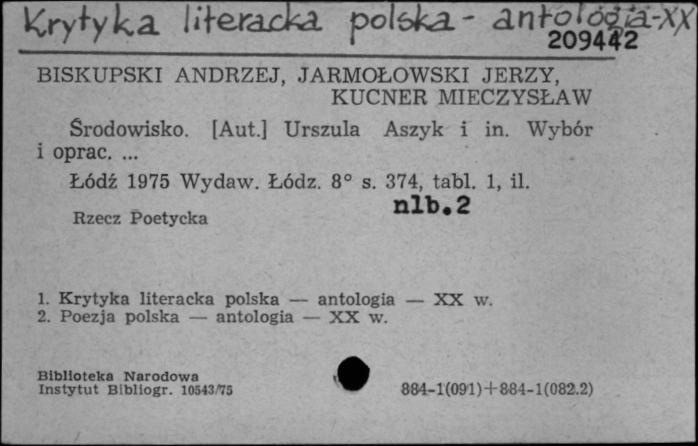 Krytyka literacka polska - antologia - XX
209442
BISKUPSKI ANDRZEJ, JARMOŁOWSKI JERZY,
KUCNER MIECZYSŁAW
Środowisko. [Aut.] Urszula Aszyk i in. Wybór
i oprac. ...
Łódź 1975 Wydaw. Łódz. 8° s. 374, tabl. 1, il.
nlb.2
Rzecz Poetycka
1. Krytyka literacka polska — antologia — XX w.
2. Poezja polska — antologia — XX w.
Biblioteka Narodowa
Instytut Bibliogr. 10543/75
884-1(091)+884-1(082.2)